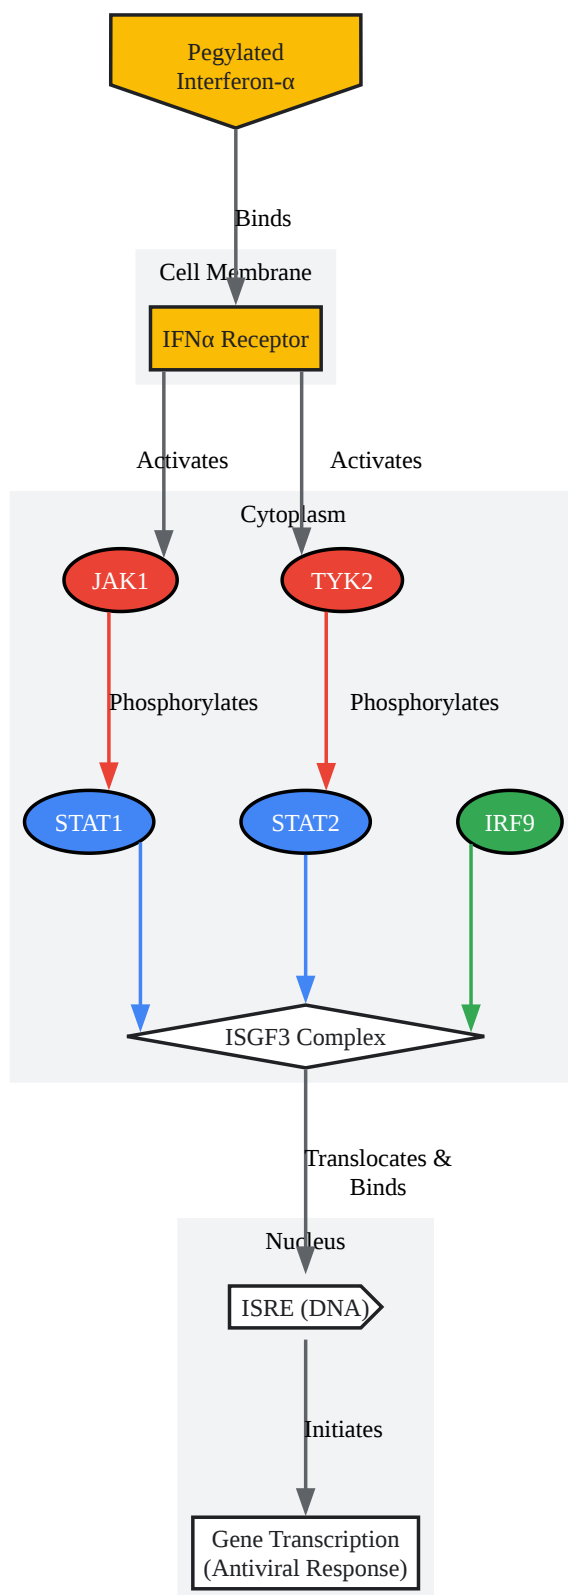 Pegylated
Interferon-α
Binds
Cell Membrane
IFNα Receptor
Activates
Activates
Cytoplasm
JAK1
TYK2
Phosphorylates
Phosphorylates
STAT1
STAT2
IRF9
ISGF3 Complex
Translocates &
Binds
Nucleus
ISRE (DNA)
Initiates
Gene Transcription
(Antiviral Response)